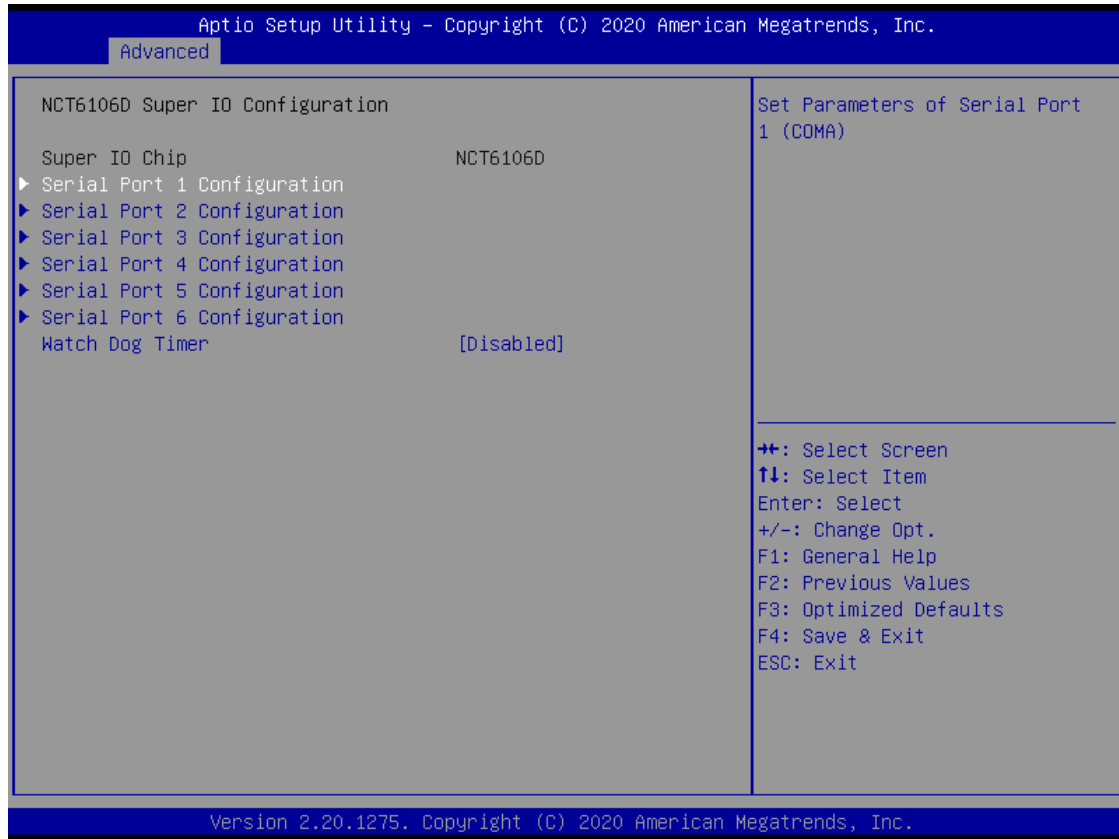 Aptio Setup Utility – Copyright (C) 2020 American Megatrends, Inc.
Advanced
NCT6106D Super IO Configuration
Super IO Chip NCT6106D
▶ Serial Port 1 Configuration
▶ Serial Port 2 Configuration
▶ Serial Port 3 Configuration
▶ Serial Port 4 Configuration
▶ Serial Port 5 Configuration
▶ Serial Port 6 Configuration
Watch Dog Timer [Disabled]
Set Parameters of Serial Port
1 (COMA)
→←: Select Screen
↑↓: Select Item
Enter: Select
+/-: Change Opt.
F1: General Help
F2: Previous Values
F3: Optimized Defaults
F4: Save & Exit
ESC: Exit
Version 2.20.1275. Copyright (C) 2020 American Megatrends, Inc.